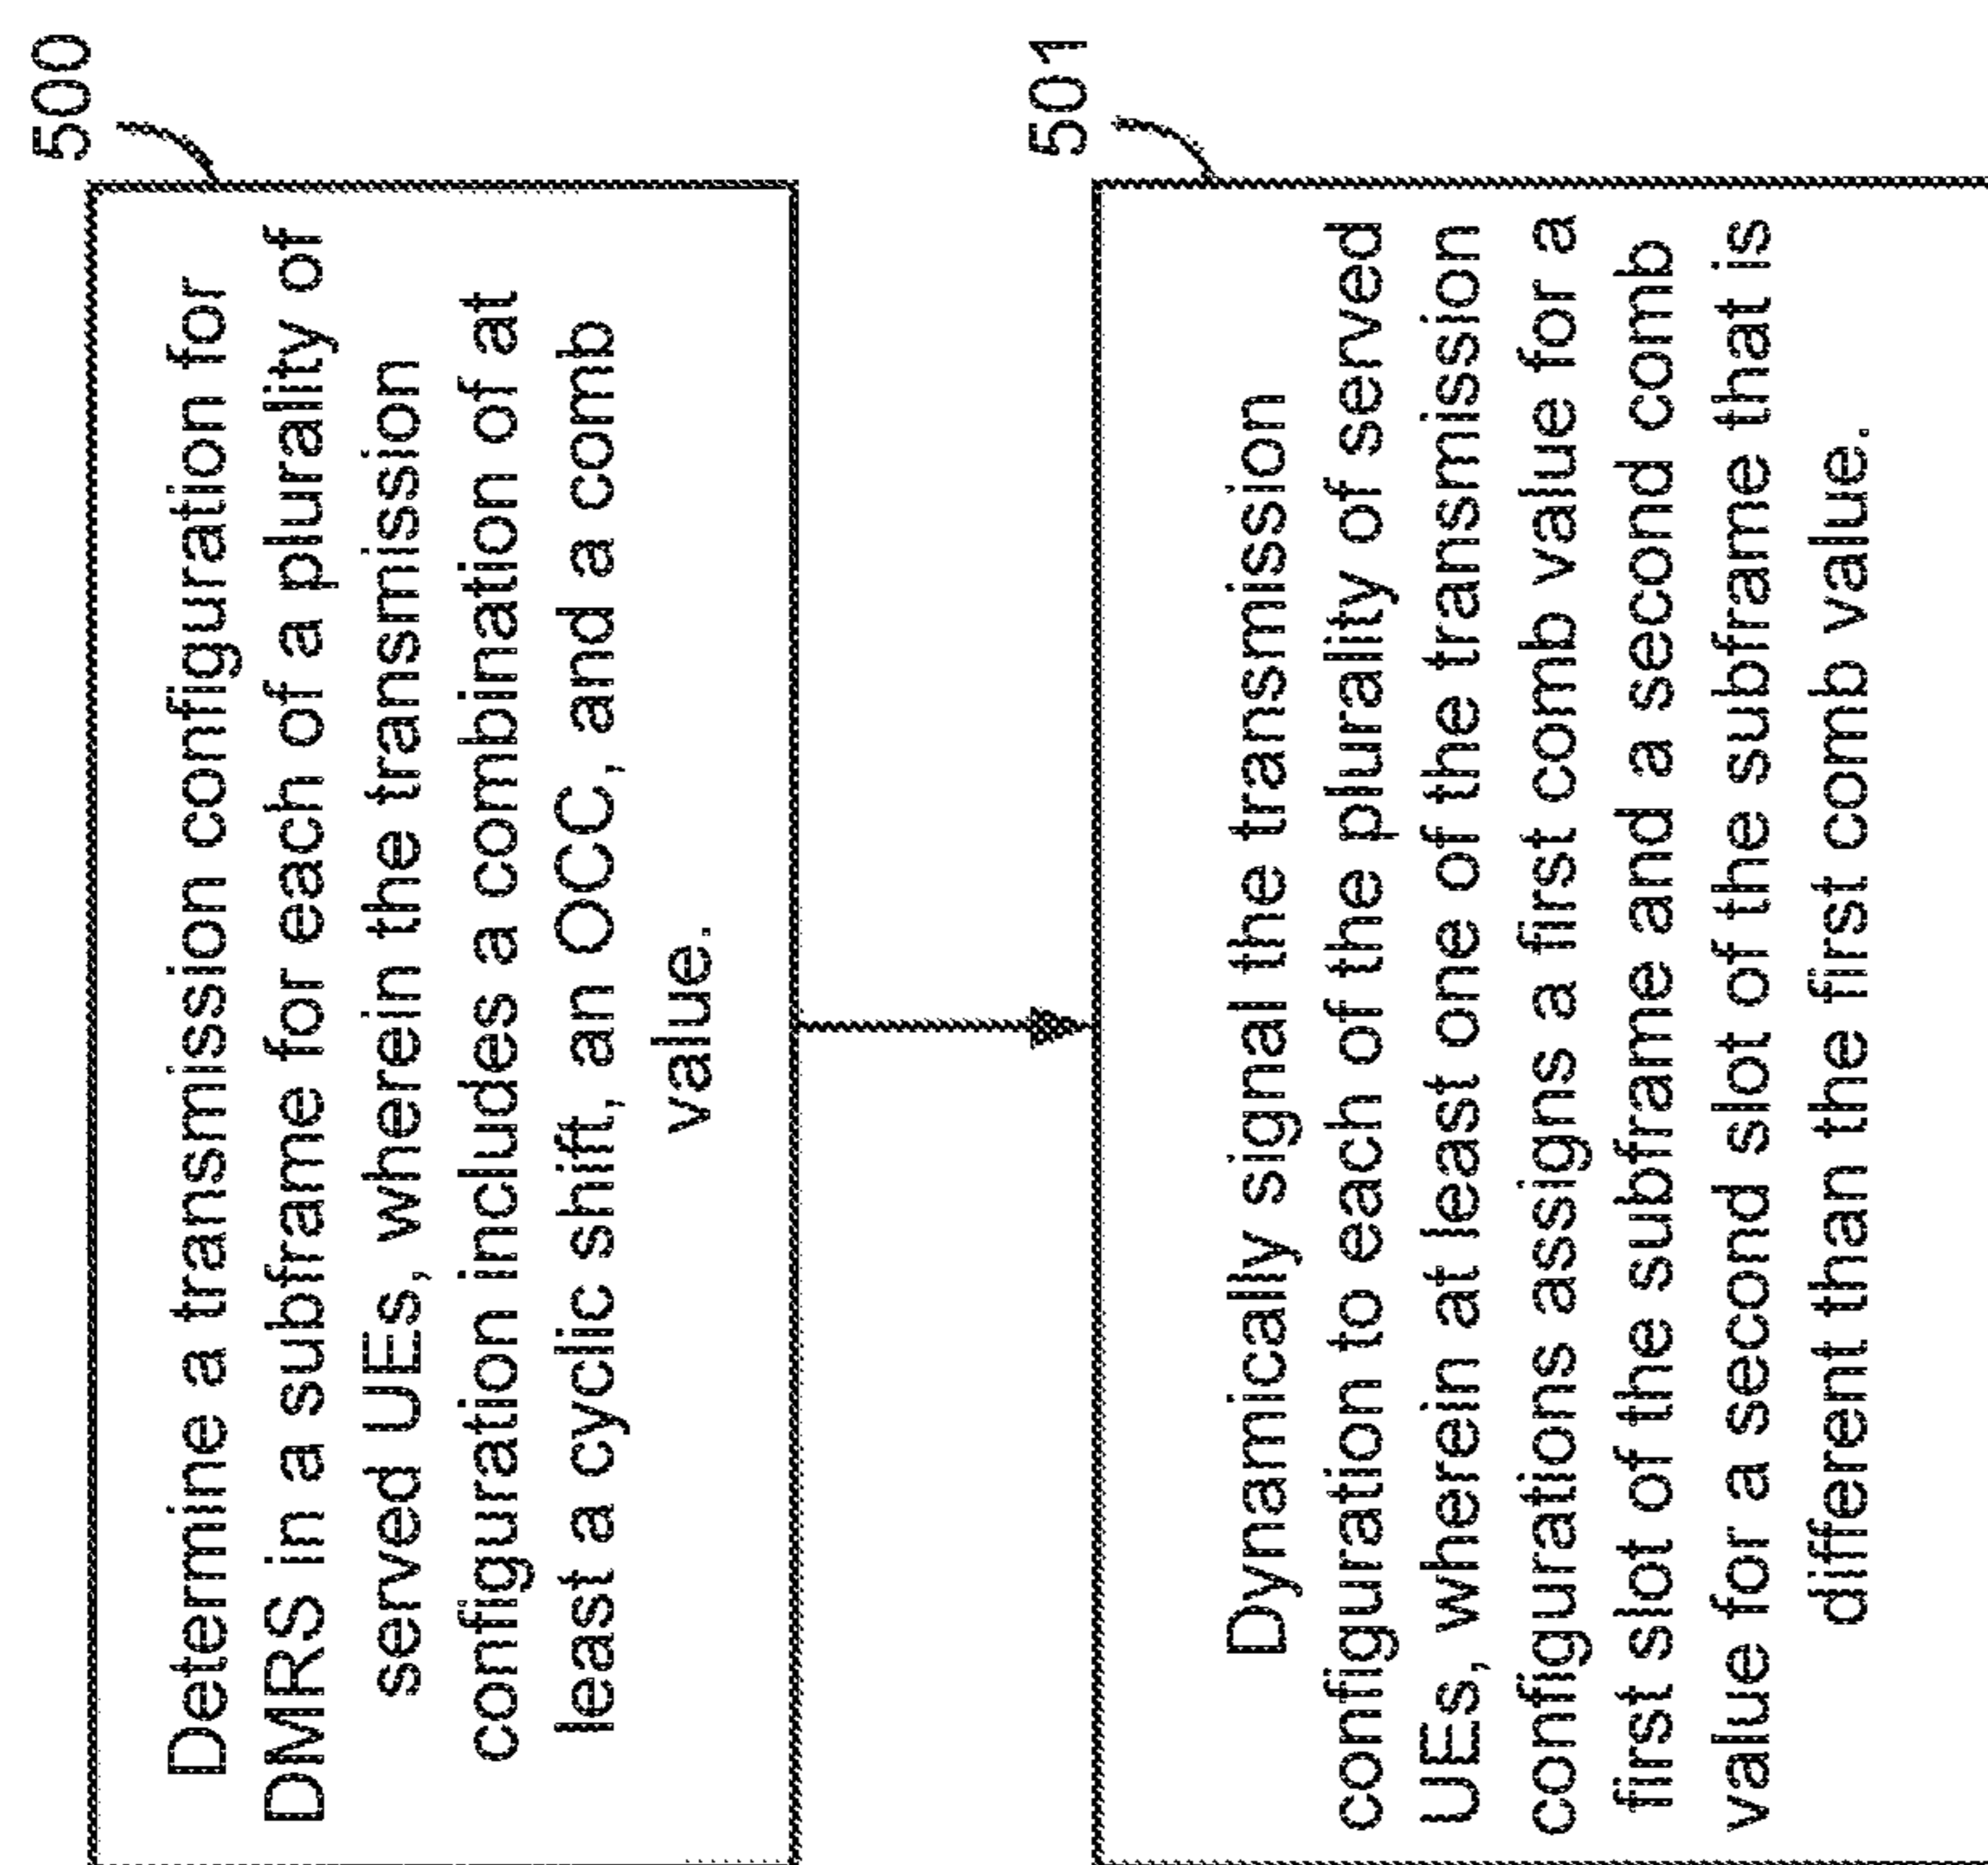 500
Determine a transmission configuration for
DMRS in a subframe for each of a plurality of
served UEs, wherein the transmission
configuration includes a combination of at
least a cyclic shift, an OCC, and a comb
value.
501
Dynamically signal the transmission
configuration to each of the plurality of served
UEs, wherein at least one of the transmission
configurations assigns a first comb value for a
first slot of the subframe and a second comb
value for a second slot of the subframe that is
different than the first comb value.